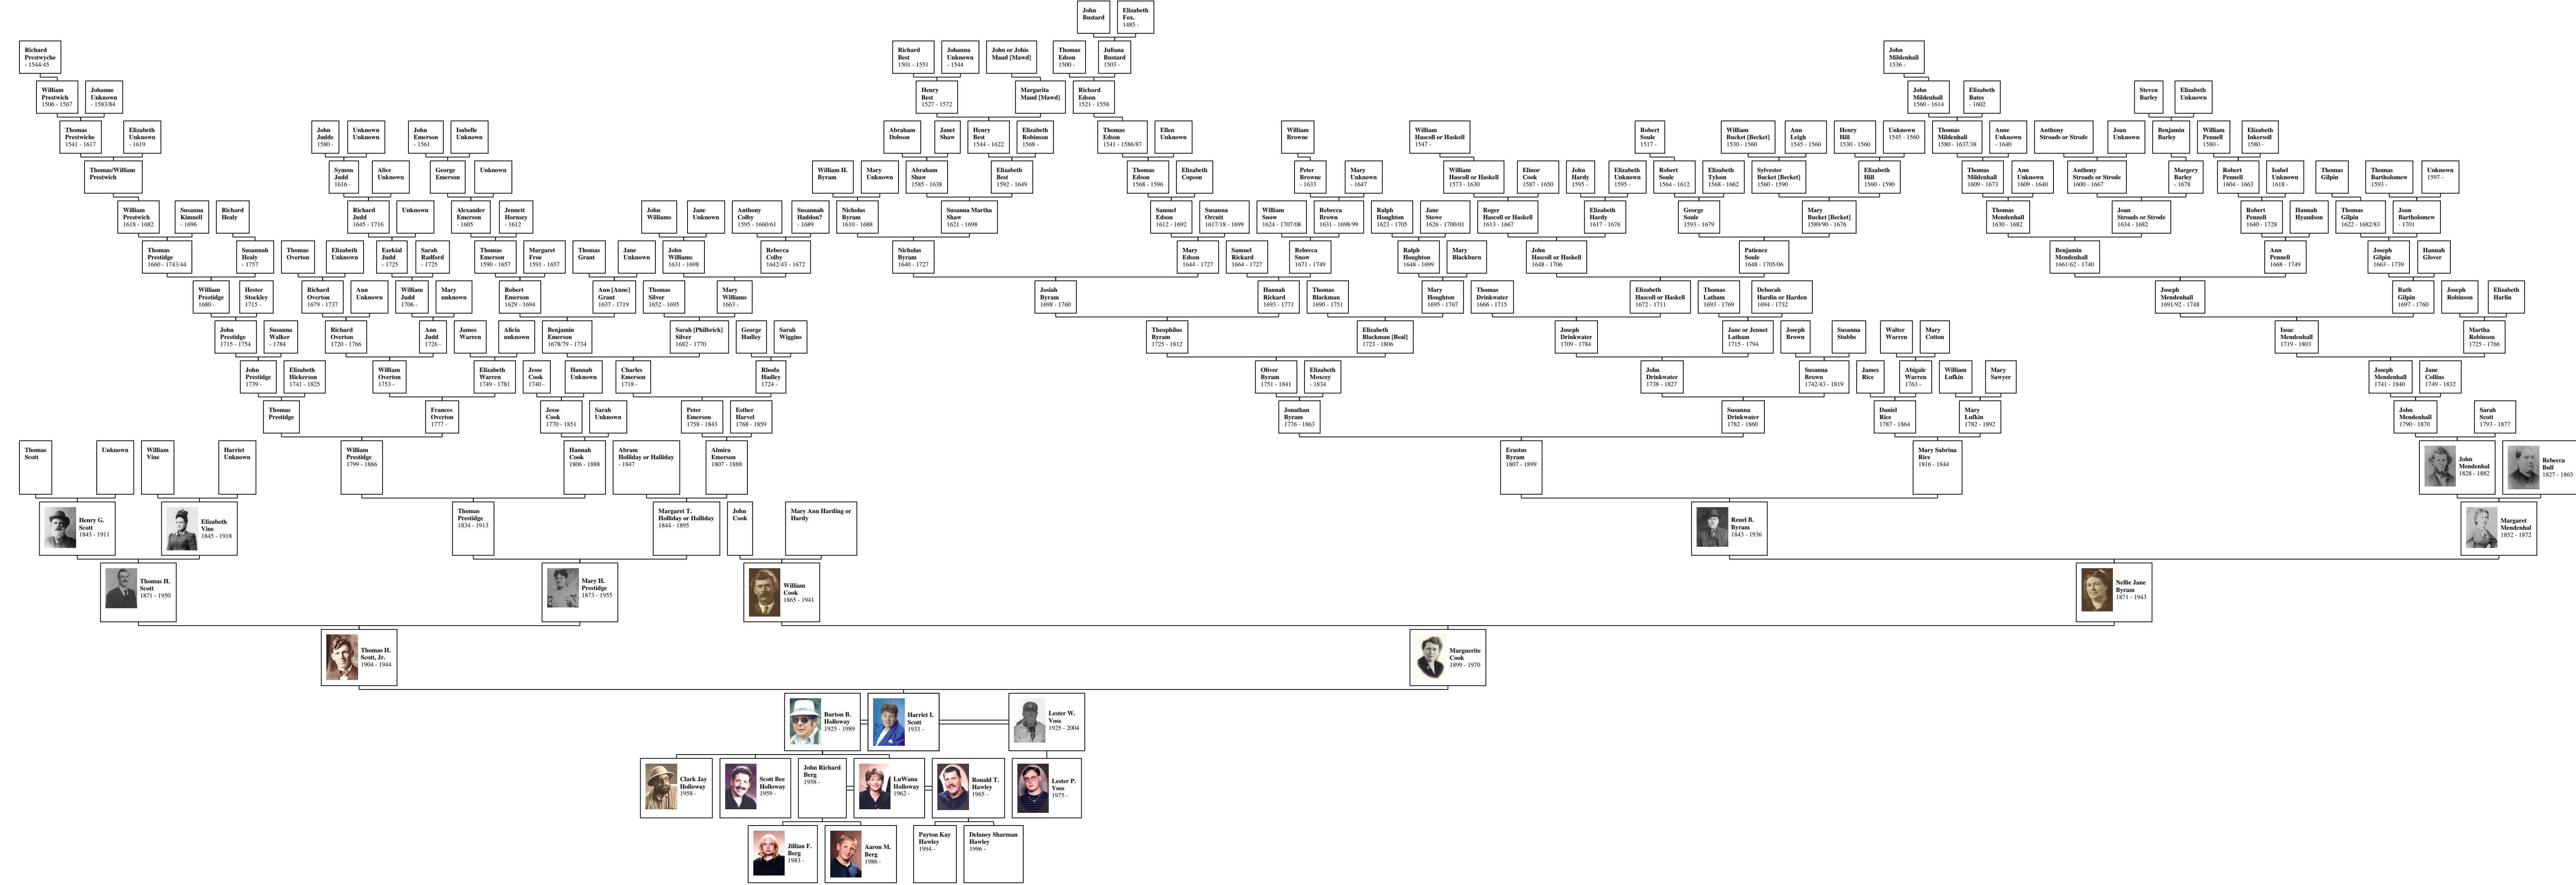 John
Bustard
Elizabeth
Fox.
1485 -
Richard
Prestwyche
- 1544/45
Richard
Best
1501 - 1551
Johanna
Unknown
- 1544
John or Johis
Maud [Mawd]
Thomas
Edson
1500 -
Juliana
Bustard
1503 -
John
Mildenhall
1536 -
William
Prestwich
1506 - 1567
Johanne
Unknown
- 1583/84
Henry
Best
1527 - 1572
Margarita
Maud [Mawd]
Richard
Edson
1521 - 1558
John
Mildenhall
1560 - 1614
Elizabeth
Bates
- 1602
Steven
Barley
Elizabeth
Unknown
Thomas
Prestwiche
1541 - 1617
Elizabeth
Unknown
- 1619
John
Judde
1580 -
Unknown
Unknown
John
Emerson
- 1561
Isabelle
Unknown
Abraham
Dobson
Janet
Shaw
Henry
Best
1544 - 1622
Elizabeth
Robinson
1568 -
Thomas
Edson
1541 - 1586/87
Ellen
Unknown
William
Browne
William
Hascoll or Haskell
1547 -
Robert
Soule
1517 -
William
Bucket [Becket]
1530 - 1560
Ann
Leigh
1545 - 1560
Henry
Hill
1530 - 1560
Unknown
1545 - 1560
Thomas
Mildenhall
1580 - 1637/38
Anne
Unknown
- 1640
Anthony
Stroads or Strode
Joan
Unknown
Benjamin
Barley
William
Pennell
1580 -
Elizabeth
Inkersoll
1580 -
Thomas/William
Prestwich
Symon
Judd
1616 -
Alice
Unknown
George
Emerson
Unknown
William H.
Byram
Mary
Unknown
Abraham
Shaw
1585 - 1638
Elizabeth
Best
1592 - 1649
Thomas
Edson
1568 - 1596
Elizabeth
Copson
Peter
Browne
- 1633
Mary
Unknown
- 1647
William
Hascoll or Haskell
1573 - 1630
Elinor
Cook
1587 - 1650
John
Hardy
1595 -
Elizabeth
Unknown
1595 -
Robert
Soule
1564 - 1612
Elizabeth
Tylson
1568 - 1662
Sylvester
Bucket [Becket]
1560 - 1590
Elizabeth
Hill
1560 - 1590
Thomas
Mildenhall
1609 - 1673
Ann
Unknown
1609 - 1640
Anthony
Stroads or Strode
1600 - 1667
Margery
Barley
- 1678
Robert
Pennell
1604 - 1663
Isabel
Unknown
1618 -
Thomas
Gilpin
Thomas
Bartholomew
1593 -
Unknown
1597 -
William
Prestwich
1618 - 1682
Susanna
Kimnell
- 1696
Richard
Healy
Richard
Judd
1645 - 1716
Unknown
Alexander
Emerson
- 1605
Jennett
Hornsey
- 1612
John
Williams
Jane
Unknown
Anthony
Colby
1595 - 1660/61
Susannah
Haddon?
- 1689
Nicholas
Byram
1610 - 1688
Susanna Martha
Shaw
1621 - 1698
Samuel
Edson
1612 - 1692
Susanna
Orcutt
1617/18 - 1699
William
Snow
1624 - 1707/08
Rebecca
Brown
1631 - 1698/99
Ralph
Houghton
1623 - 1705
Jane
Stowe
1626 - 1700/01
Roger
Hascoll or Haskell
1613 - 1667
Elizabeth
Hardy
1617 - 1676
George
Soule
1593 - 1679
Mary
Bucket [Becket]
1589/90 - 1676
Thomas
Mendenhall
1630 - 1682
Joan
Stroads or Strode
1634 - 1682
Robert
Pennell
1640 - 1728
Hannah
Hyandson
Thomas
Gilpin
1622 - 1682/83
Joan
Bartholomew
- 1701
Thomas
Prestidge
1660 - 1743/44
Susannah
Healy
- 1757
Thomas
Overton
Elizabeth
Unknown
Ezekial
Judd
- 1725
Sarah
Radford
- 1725
Thomas
Emerson
1590 - 1657
Margaret
Froe
1591 - 1657
Thomas
Grant
Jane
Unknown
John
Williams
1631 - 1698
Rebecca
Colby
1642/43 - 1672
Nicholas
Byram
1640 - 1727
Mary
Edson
1644 - 1727
Samuel
Rickard
1664 - 1727
Rebecca
Snow
1671 - 1749
Ralph
Houghton
1648 - 1699
Mary
Blackburn
John
Hascoll or Haskell
1648 - 1706
Patience
Soule
1648 - 1705/06
Benjamin
Mendenhall
1661/62 - 1740
Ann
Pennell
1668 - 1749
Joseph
Gilpin
1663 - 1739
Hannah
Glover
William
Prestidge
1680 -
Hester
Stockley
1715 -
Richard
Overton
1679 - 1737
Ann
Unknown
William
Judd
1706 -
Mary
unknown
Robert
Emerson
1629 - 1694
Ann [Anne]
Grant
1637 - 1719
Thomas
Silver
1652 - 1695
Mary
Williams
1663 -
Josiah
Byram
1698 - 1760
Hannah
Rickard
1693 - 1771
Thomas
Blackman
1690 - 1751
Mary
Houghton
1695 - 1767
Thomas
Drinkwater
1666 - 1715
Elizabeth
Hascoll or Haskell
1672 - 1711
Thomas
Latham
1693 - 1769
Deborah
Hardin or Harden
1694 - 1732
Joseph
Mendenhall
1691/92 - 1748
Ruth
Gilpin
1697 - 1760
Joseph
Robinson
Elizabeth
Harlin
John
Prestidge
1715 - 1754
Susanna
Walker
- 1784
Richard
Overton
1720 - 1766
Ann
Judd
1726 -
James
Warren
Alicia
unknown
Benjamin
Emerson
1678/79 - 1734
Sarah [Philbrick]
Silver
1682 - 1770
George
Hadley
Sarah
Wiggins
Theophilus
Byram
1725 - 1812
Elizabeth
Blackman [Beal]
1723 - 1806
Joseph
Drinkwater
1709 - 1784
Jane or Jennet
Latham
1715 - 1794
Joseph
Brown
Susanna
Stubbs
Walter
Warren
Mary
Cotton
Issac
Mendenhall
1719 - 1803
Martha
Robinson
1725 - 1766
John
Prestidge
1739 -
Elizabeth
Hickerson
1741 - 1825
William
Overton
1753 -
Elizabeth
Warren
1749 - 1781
Jesse
Cook
1740 -
Hannah
Unknown
Charles
Emerson
1718 -
Rhoda
Hadley
1724 -
Oliver
Byram
1751 - 1841
Elizabeth
Moxcey
- 1834
John
Drinkwater
1738 - 1827
Susanna
Brown
1742/43 - 1819
James
Rice
Abigale
Warren
1763 -
William
Lufkin
Mary
Sawyer
Joseph
Mendenhall
1741 - 1840
Jane
Collins
1749 - 1832
Thomas
Prestidge
Frances
Overton
1777 -
Jesse
Cook
1770 - 1851
Sarah
Unknown
Peter
Emerson
1758 - 1843
Esther
Harvel
1768 - 1859
Jonathan
Byram
1776 - 1863
Susanna
Drinkwater
1782 - 1860
Daniel
Rice
1787 - 1864
Mary
Lufkin
1782 - 1892
John
Mendenhall
1790 - 1870
Sarah
Scott
1793 - 1877
Thomas
Scott
Unknown
William
Vine
Harriet
Unknown
William
Prestidge
1799 - 1886
Hannah
Cook
1806 - 1888
Abram
Holliday or Halliday
- 1847
Almira
Emerson
1807 - 1888
Erastus
Byram
1807 - 1899
Mary Sabrina
Rice
1816 - 1844
John
Mendenhal
1828 - 1882
Rebecca
Bull
1827 - 1863
Henry G.
Scott
1843 - 1911
Elizabeth
Vine
1845 - 1918
Thomas
Prestidge
1834 - 1913
Margaret T.
Holliday or Halliday
1844 - 1895
John
Cook
Mary Ann Harding or
Hardy
Reuel B.
Byram
1843 - 1936
Margaret
Mendenhal
1852 - 1872
Thomas H.
Scott
1871 - 1950
Mary H.
Prestidge
1873 - 1955
William
Cook
1865 - 1941
Nellie Jane
Byram
1871 - 1943
Thomas H.
Scott, Jr.
1904 - 1944
Marguerite
Cook
1899 - 1970
Burton B.
Holloway
1925 - 1989
Harriet I.
Scott
1933 -
Lester W.
Voss
1925 - 2004
Clark Jay
Holloway
1958 -
Scott Bee
Holloway
1959 -
John Richard
Berg
1958 -
LuWana
Holloway
1962 -
Ronald T.
Hawley
1965 -
Lester P.
Voss
1975 -
Jillian F.
Berg
1983 -
Aaron M.
Berg
1986 -
Payton Kay
Hawley
1994 -
Delaney Sharman
Hawley
1996 -